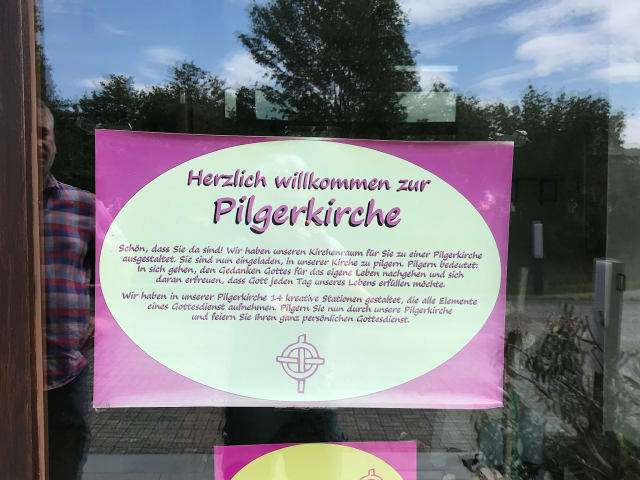 Herzlich willkommen zur
Pilgerkirche
Schön, dass Sie da sind! Wir haben unseren Kirchenraum für Sie zu einer Pilgerkirche
ausgestaltet. Sie sind nun eingeladen, in unserer Kirche zu pilgern. Pilgern bedeutet:
In sich gehen, den Gedanken Gottes für das eigene Leben nachgehen und sich
daran erfreuen, dass Gott jeden Tag unseres Lebens erfüllen möchte.
Wir haben in unserer Pilgerkirche 14 kreative Stationen gestaltet, die alle Elemente
eines Gottesdienst aufnehmen. Pilgern Sie nun durch unsere Pilgerkirche
und feiern Sie Ihren ganz persönlichen Gottesdienst.